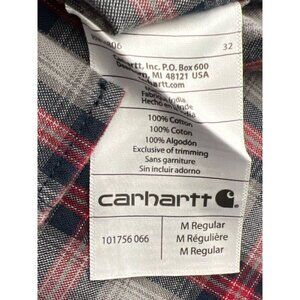 32
Inc. P.O. Box 600
MI 48121 USA
100% Cotton
100% Coton
100% Algodón
Exclusive of trimming
Sans garniture
Sin incluir adorno
carhartt
101756 066
M Regular
M Régulière
M Regular